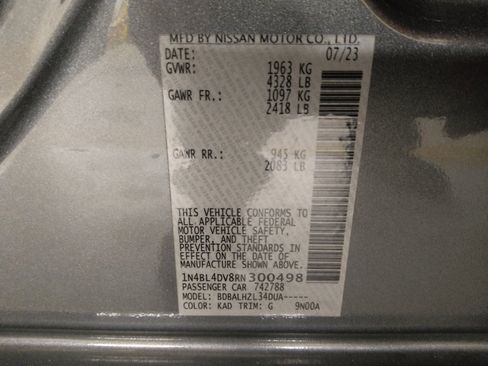 MFD BY NISSAN MOTOR CO., LTD.
DATE: 07/23
GVWR: 1963 KG
4328 LB
GAWR FR.: 1097 KG
2418 LB
GAWR RR.: 945 KG
2083 LB
THIS VEHICLE CONFORMS TO
ALL APPLICABLE FEDERAL
MOTOR VEHICLE SAFETY,
BUMPER, AND THEFT
PREVENTION STANDARDS
IN EFFECT ON THE DATE OF
MANUFACTURE SHOWN ABOVE.
1N4BL4DV8RN300498
PASSENGER CAR 742788
MODEL: BDBALHZL34DUA-----
COLOR: KAD TRIM: G 9N00A